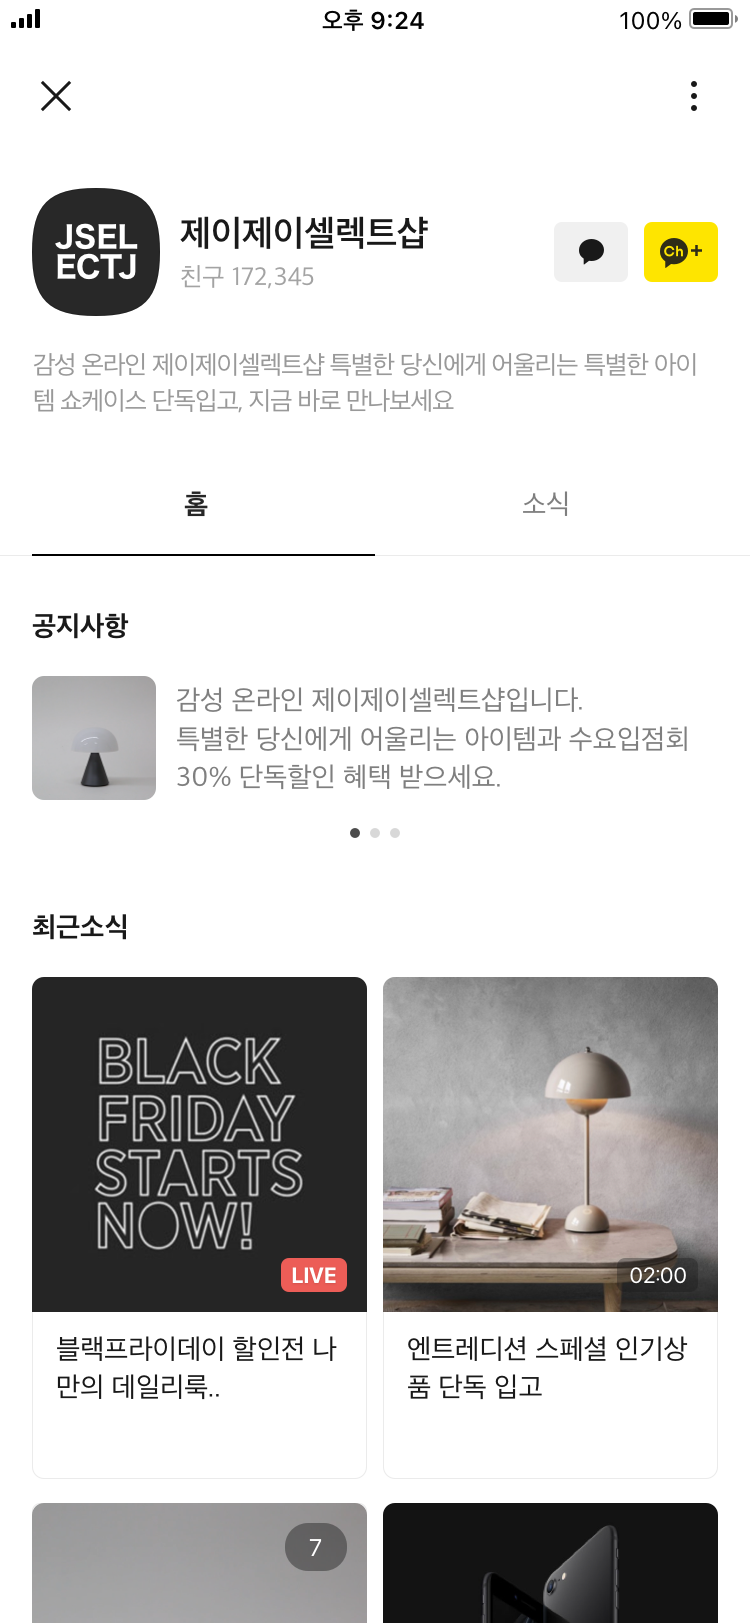 오후 9:24
100%
JSEL
ECTJ
제이제이셀렉트샵
친구 172,345
Ch+
감성 온라인 제이제이셀렉트샵 특별한 당신에게 어울리는 특별한 아이
템 쇼케이스 단독입고, 지금 바로 만나보세요
홈
소식
공지사항
감성 온라인 제이제이셀렉트샵입니다.
특별한 당신에게 어울리는 아이템과 수요입점회
30% 단독할인 혜택 받으세요.
최근소식
BLACK
FRIDAY
STARTS
NOW!
LIVE
02:00
블랙프라이데이 할인전 나
만의 데일리룩..
엔트레디션 스페셜 인기상
품 단독 입고
7